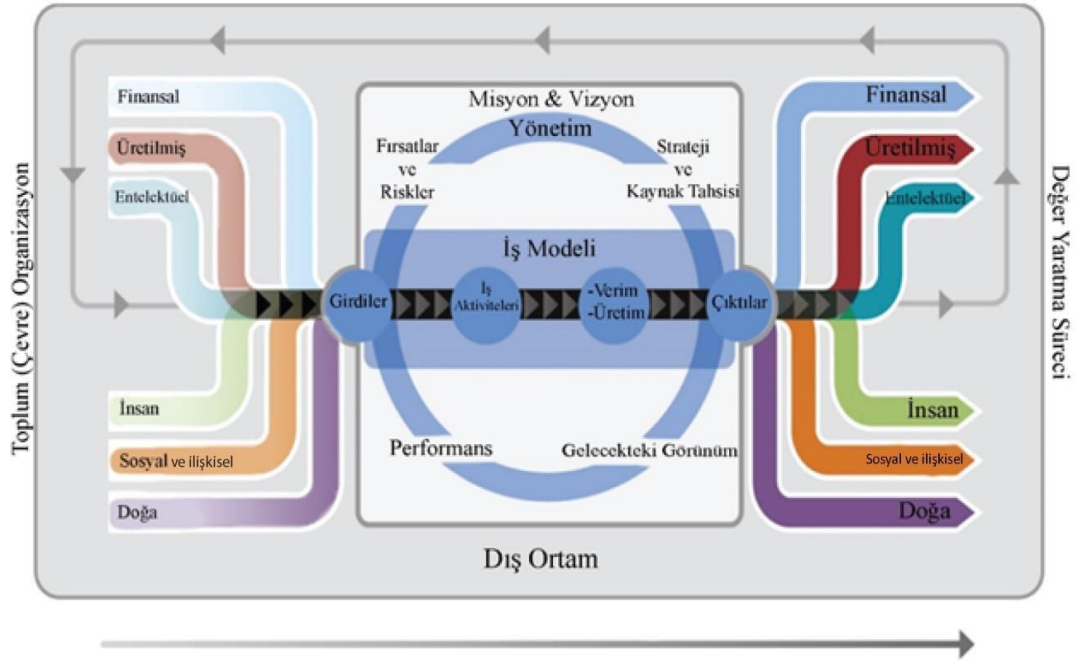 Toplum (Çevre) Organizasyon
Finansal
Üretilmiş
Entelektüel
İnsan
Sosyal ve ilişkisel
Doğa
Misyon & Vizyon
Yönetim
Fırsatlar
ve
Riskler
Strateji
ve
Kaynak Tahsisi
İş Modeli
Girdiler
İş
Aktiviteleri
-Verim
-Üretim
Çıktılar
Performans
Gelecekteki Görünüm
Dış Ortam
Finansal
Üretilmiş
Entelektüel
İnsan
Sosyal ve ilişkisel
Doğa
Değer Yaratma Süreci